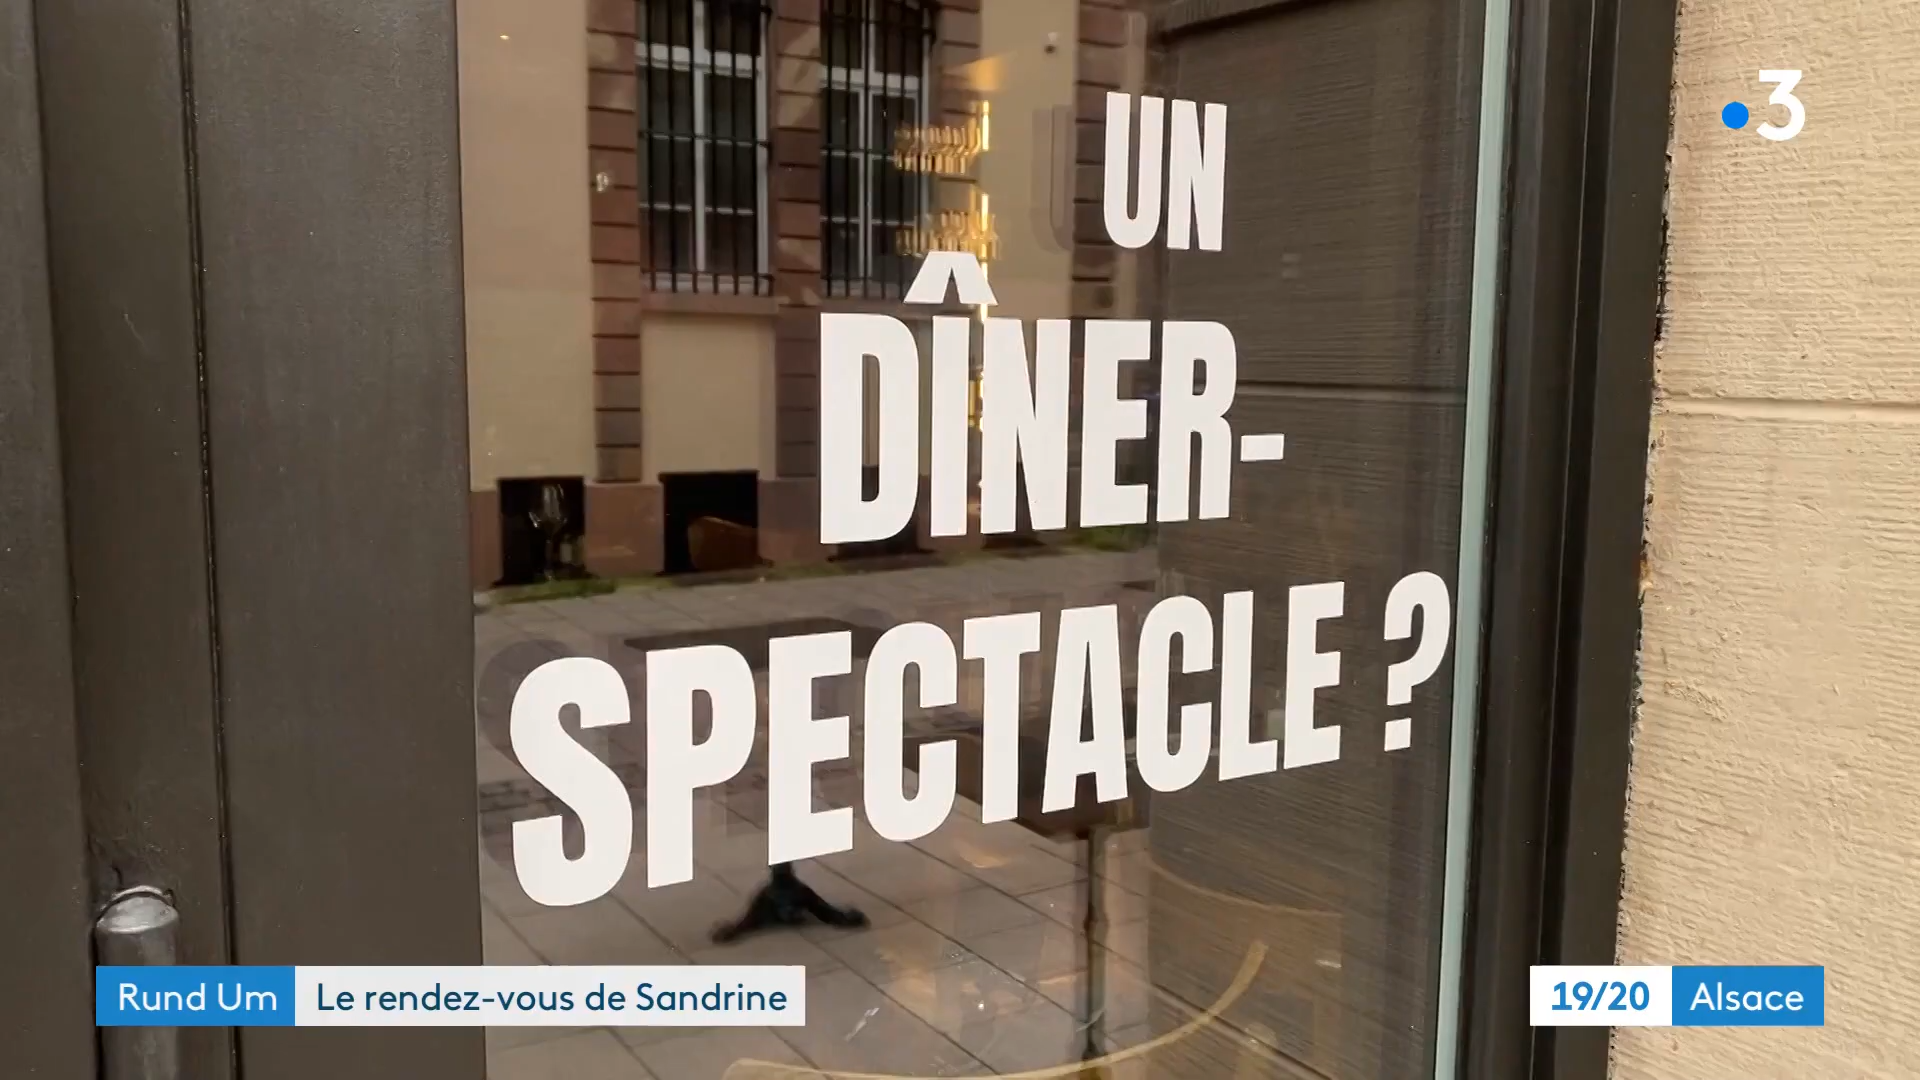 3
UN
DÎNER-
SPECTACLE ?
Rund Um Le rendez-vous de Sandrine
19/20 Alsace